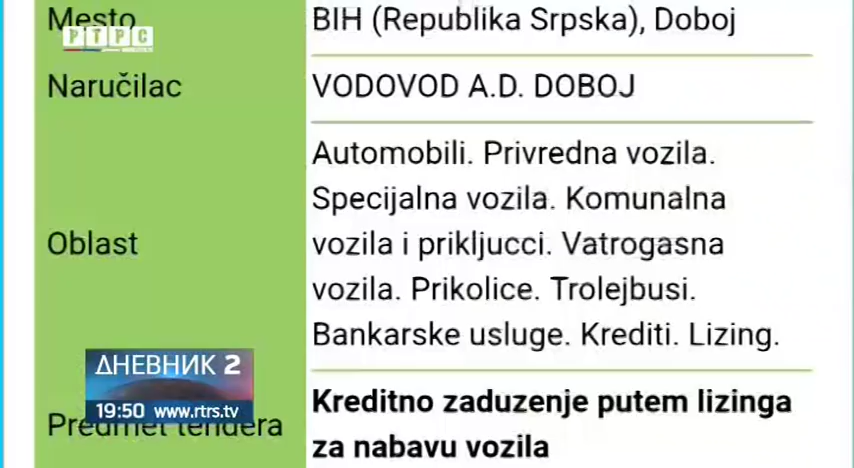 Mesto
BIH (Republika Srpska), Doboj
РТРС
Naručilac
VODOVOD A.D. DOBOJ
Oblast
Automobili. Privredna vozila.
Specijalna vozila. Komunalna
vozila i prikljucci. Vatrogasna
vozila. Prikolice. Trolejbusi.
Bankarske usluge. Krediti. Lizing.
ДНЕВНИК 2
19:50 www.rtrs.tv
Predmet tendera
Kreditno zaduzenje putem lizinga
za nabavu vozila